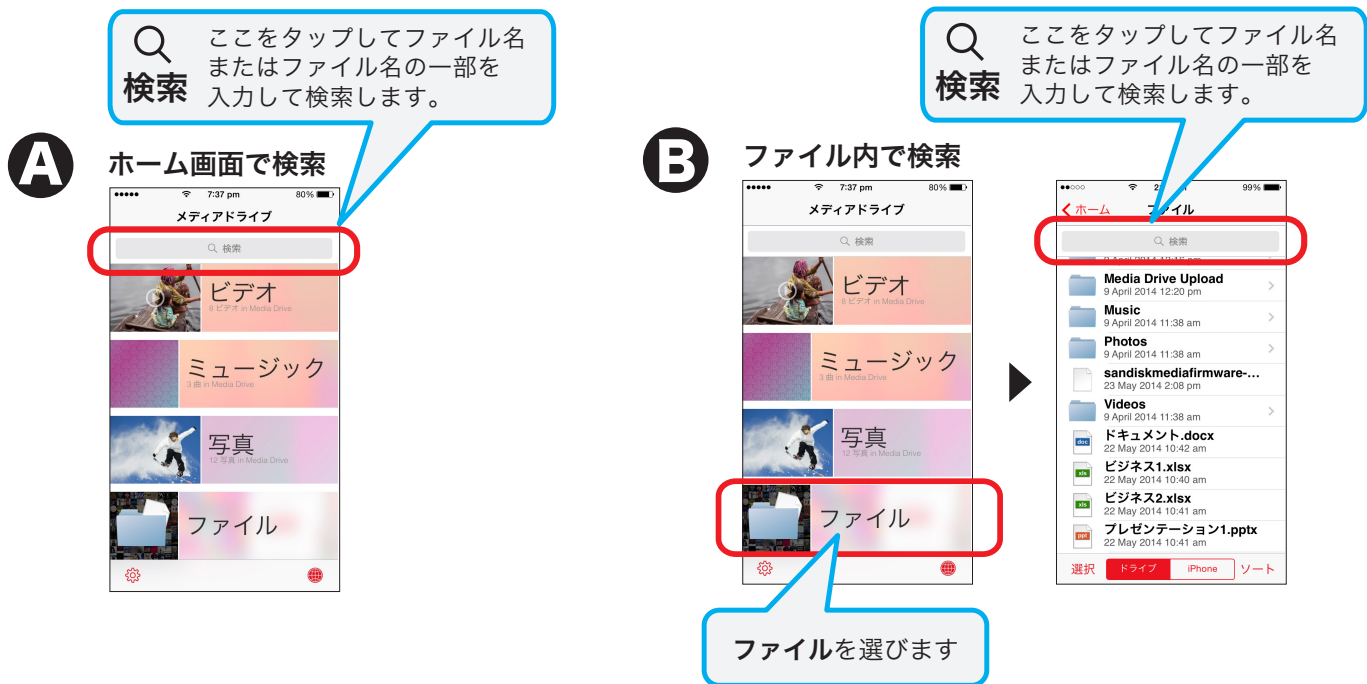 検索
ここをタップしてファイル名
またはファイル名の一部を
入力して検索します。
A
ホーム画面で検索
7:37 pm
80%
メディアドライブ
検索
ビデオ
8 ビデオ in Media Drive
ミュージック
3 曲 in Media Drive
写真
12 写真 in Media Drive
ファイル
検索
ここをタップしてファイル名
またはファイル名の一部を
入力して検索します。
B
ファイル内で検索
7:37 pm
80%
メディアドライブ
検索
ビデオ
8 ビデオ in Media Drive
ミュージック
3 曲 in Media Drive
写真
12 写真 in Media Drive
ファイル
ファイルを選びます
99%
ホーム
ファイル
検索
Media Drive Upload
9 April 2014 12:20 pm
Music
9 April 2014 11:38 am
Photos
9 April 2014 11:38 am
sandiskmediafirmware-...
23 May 2014 2:08 pm
Videos
9 April 2014 11:38 am
doc
ドキュメント.docx
22 May 2014 10:42 am
xls
ビジネス1.xlsx
22 May 2014 10:40 am
xls
ビジネス2.xlsx
22 May 2014 10:41 am
ppt
プレゼンテーション1.pptx
22 May 2014 10:41 am
選択 ドライブ iPhone ソート